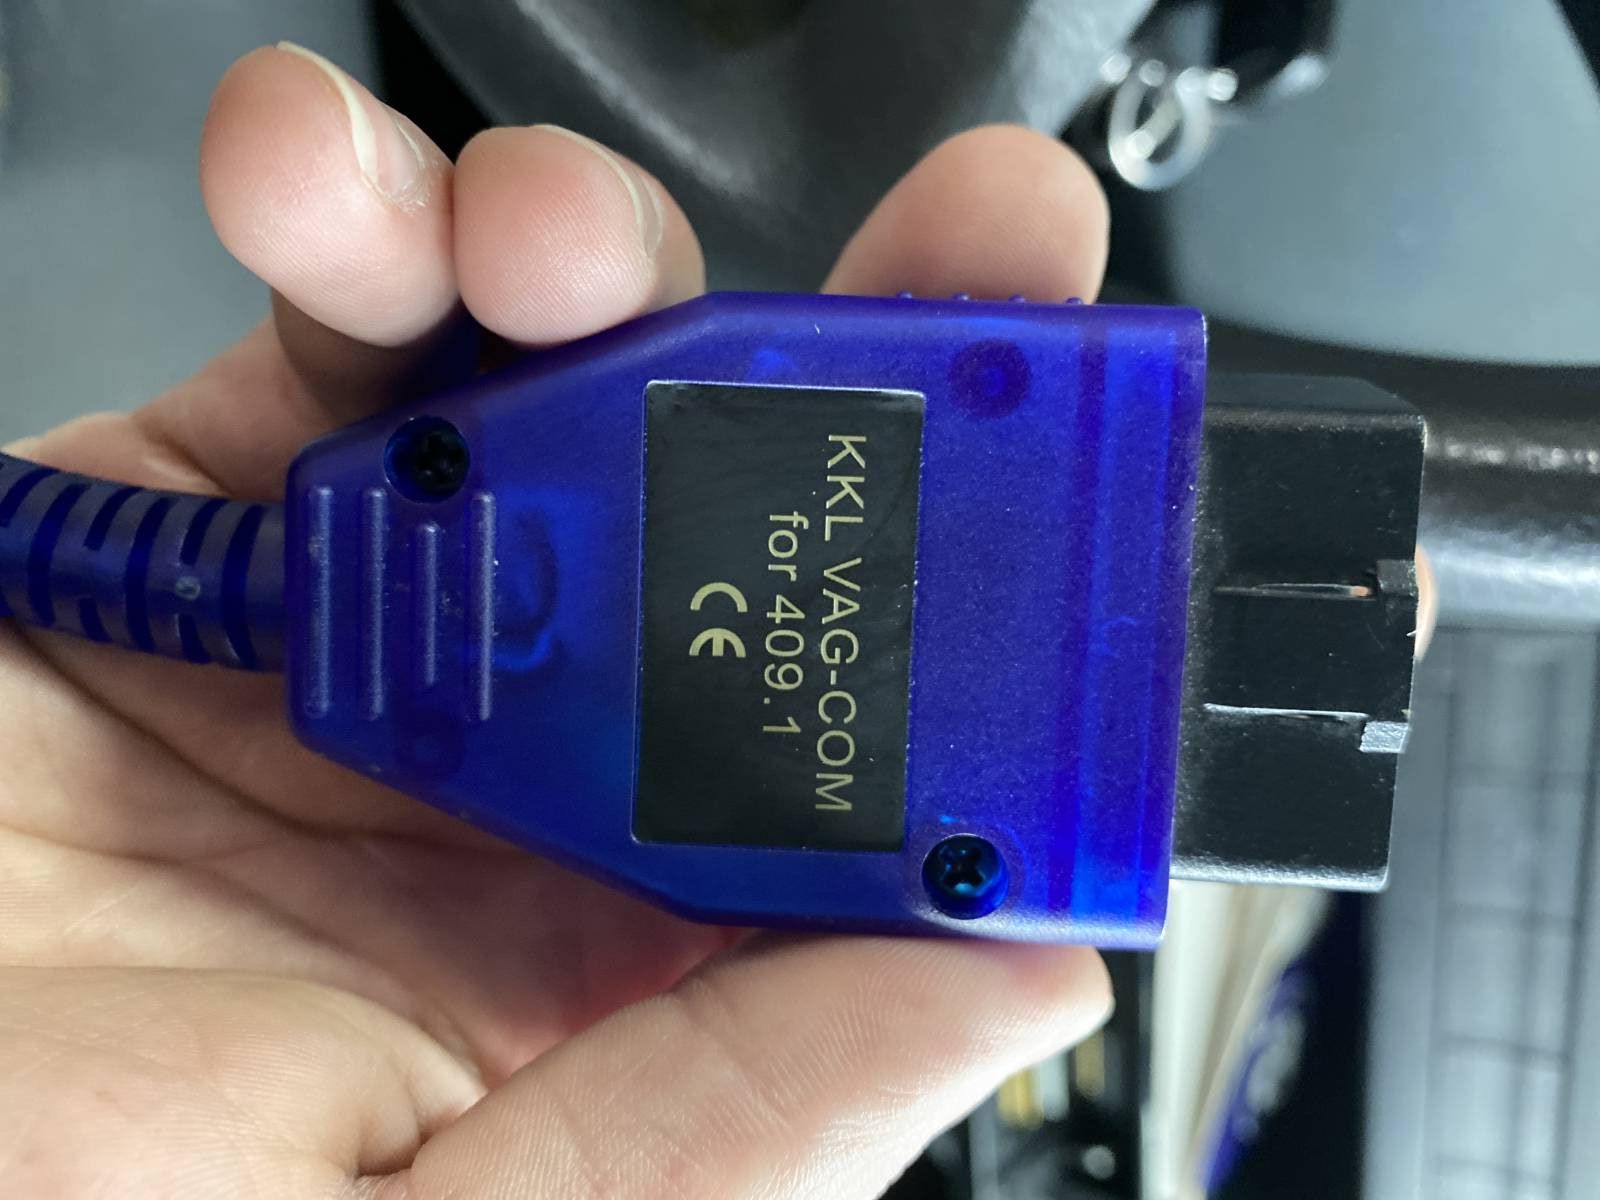 KKL VAG-COM
for 409.1
CE